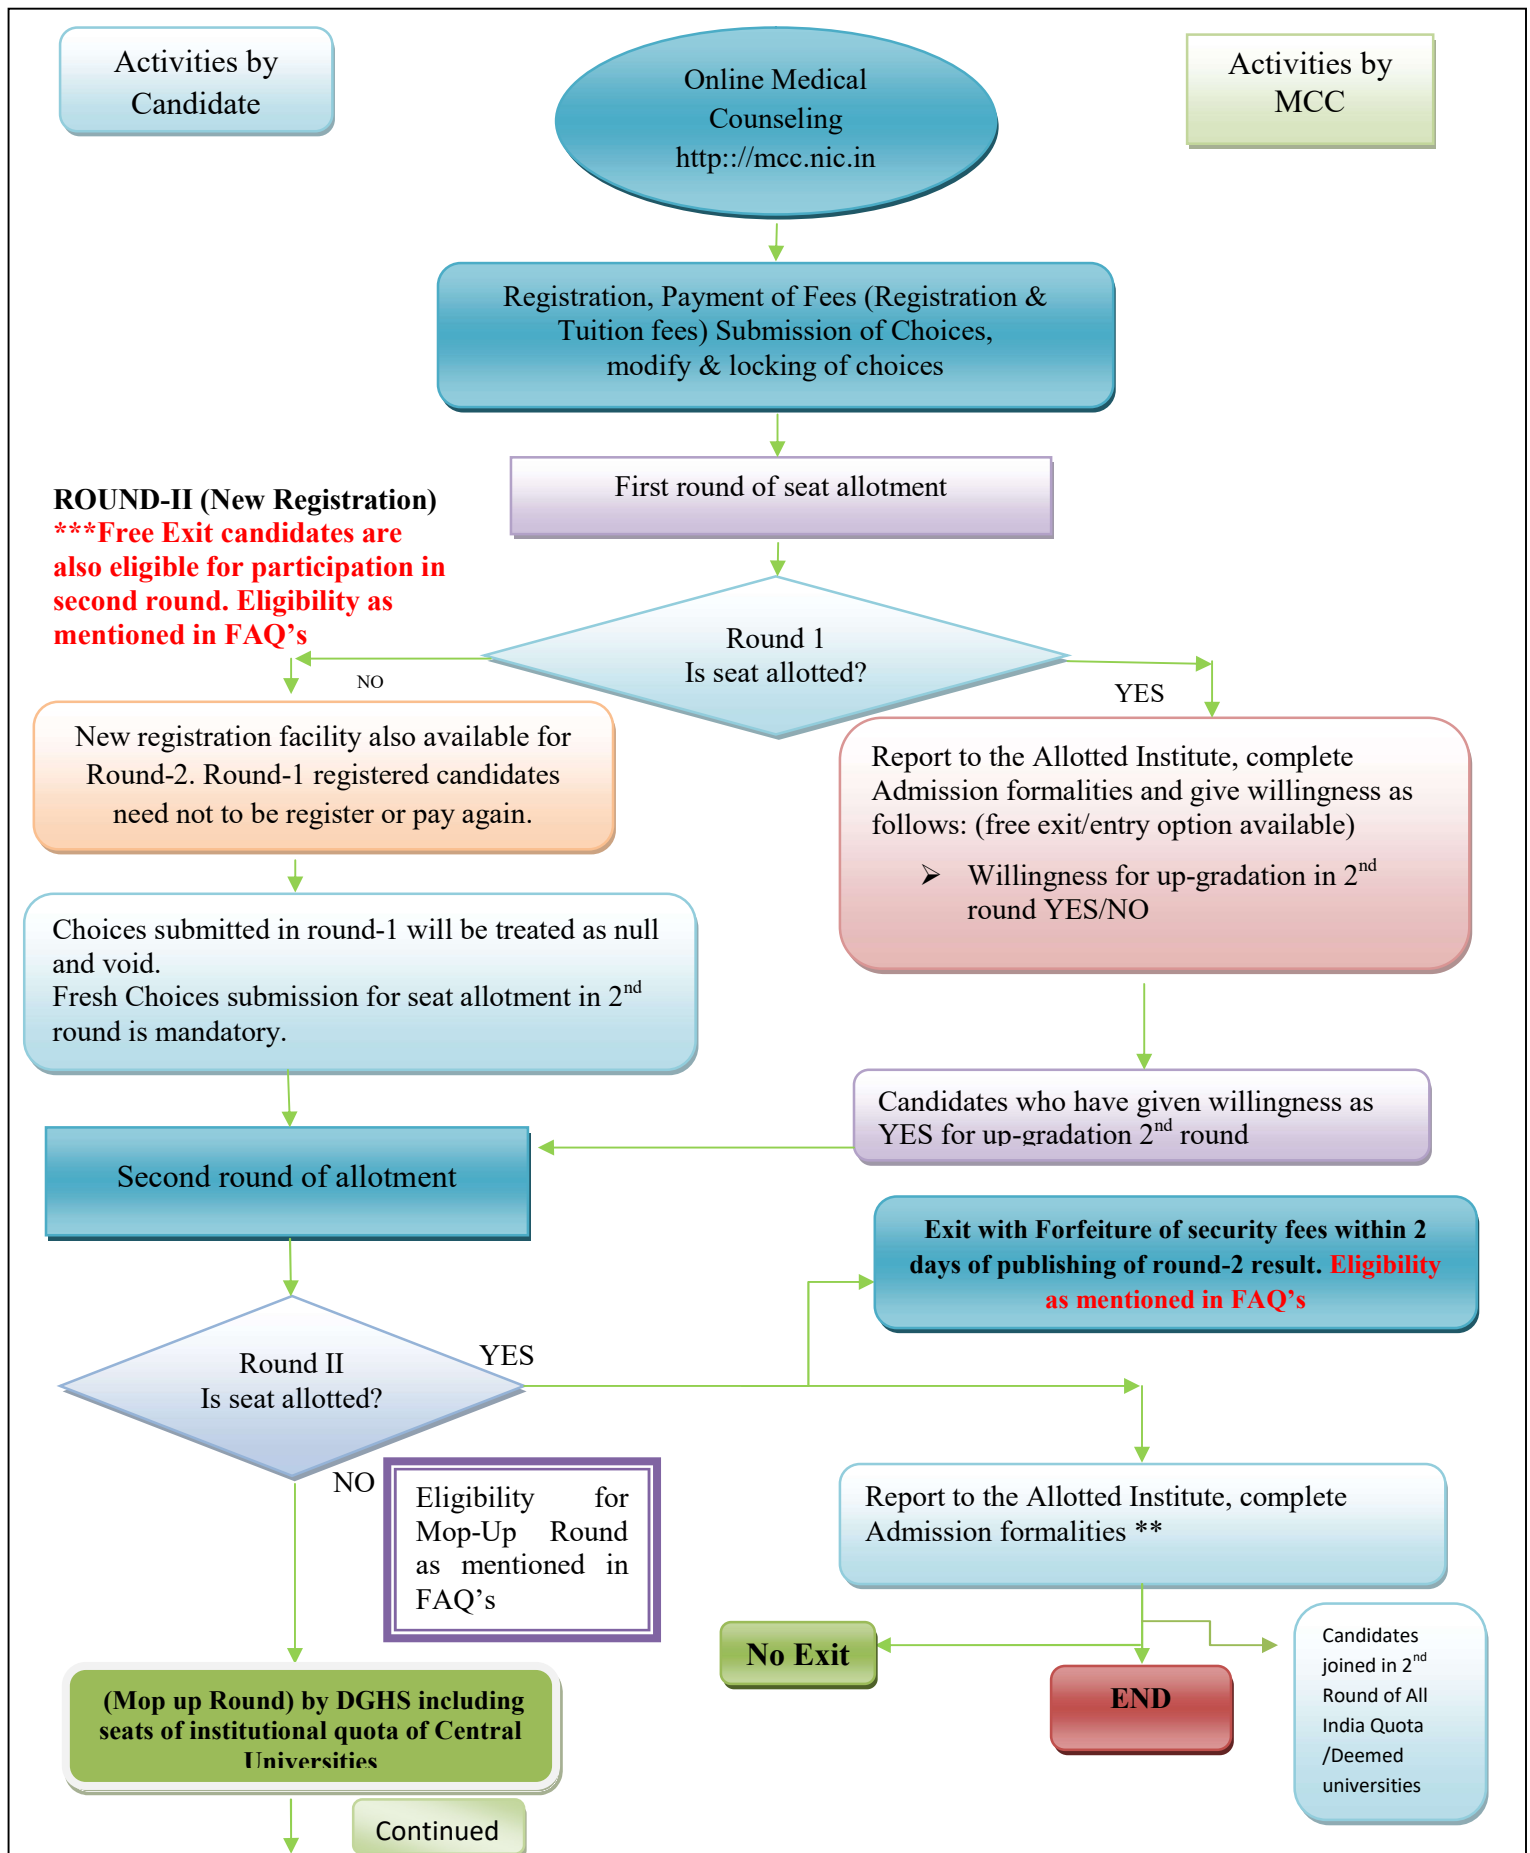 Activities by
Candidate
Online Medical
Counseling
http:://mcc.nic.in
Activities by
MCC
Registration, Payment of Fees (Registration &
Tuition fees) Submission of Choices,
modify & locking of choices
First round of seat allotment
ROUND-II (New Registration)
***Free Exit candidates are
also eligible for participation in
second round. Eligibility as
mentioned in FAQ's
Round 1
Is seat allotted?
NO
YES
New registration facility also available for
Round-2. Round-1 registered candidates
need not to be register or pay again.
Report to the Allotted Institute, complete
Admission formalities and give willingness as
follows: (free exit/entry option available)
➢ Willingness for up-gradation in 2nd
round YES/NO
Choices submitted in round-1 will be treated as null
and void.
Fresh Choices submission for seat allotment in 2nd
round is mandatory.
Candidates who have given willingness as
YES for up-gradation 2nd round
Second round of allotment
Exit with Forfeiture of security fees within 2
days of publishing of round-2 result. Eligibility
as mentioned in FAQ's
Round II
Is seat allotted?
YES
NO
Eligibility for
Mop-Up Round
as mentioned in
FAQ's
Report to the Allotted Institute, complete
Admission formalities **
No Exit
END
Candidates
joined in 2nd
Round of All
India Quota
/Deemed
universities
(Mop up Round) by DGHS including
seats of institutional quota of Central
Universities
Continued